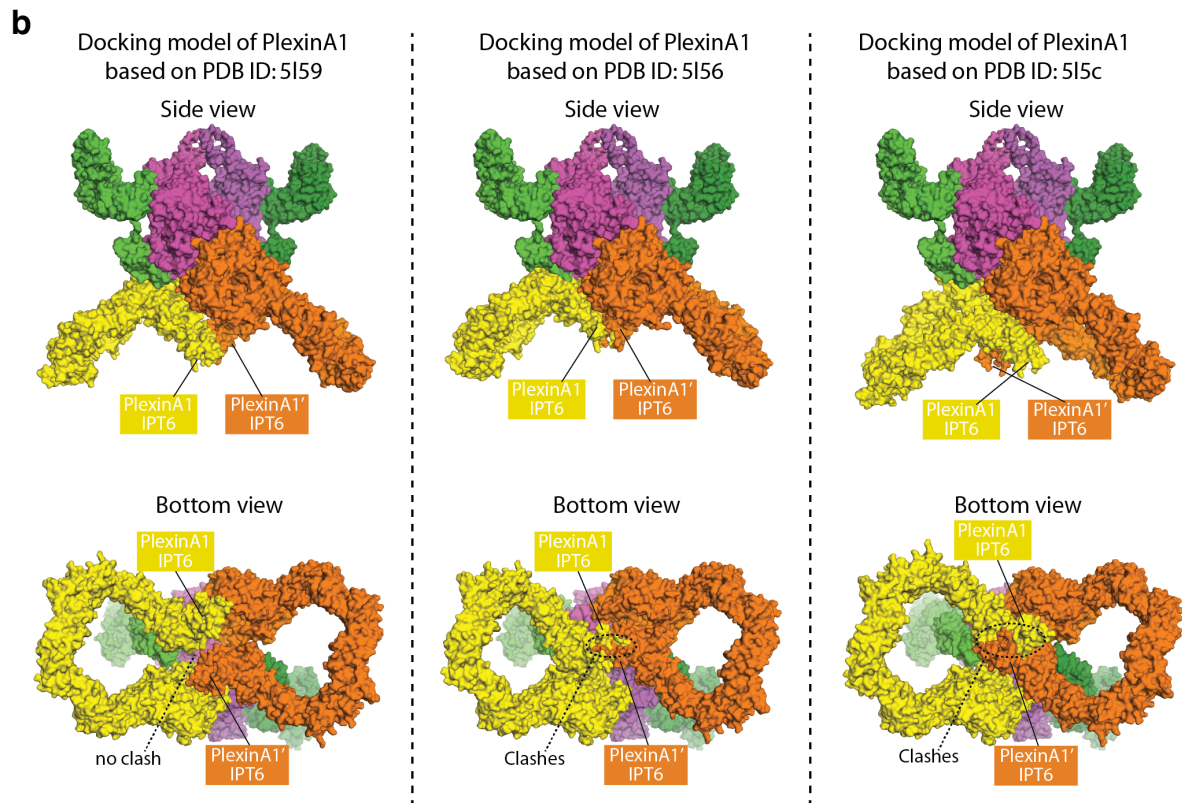 b
Docking model of PlexinA1
based on PDB ID: 5l59
Side view
PlexinA1
IPT6
PlexinA1’
IPT6
Bottom view
PlexinA1
IPT6
no clash
PlexinA1’
IPT6
Docking model of PlexinA1
based on PDB ID: 5l56
Side view
PlexinA1
IPT6
PlexinA1’
IPT6
Bottom view
PlexinA1
IPT6
Clashes
PlexinA1’
IPT6
Docking model of PlexinA1
based on PDB ID: 5l5c
Side view
PlexinA1
IPT6
PlexinA1’
IPT6
Bottom view
PlexinA1
IPT6
Clashes
PlexinA1’
IPT6